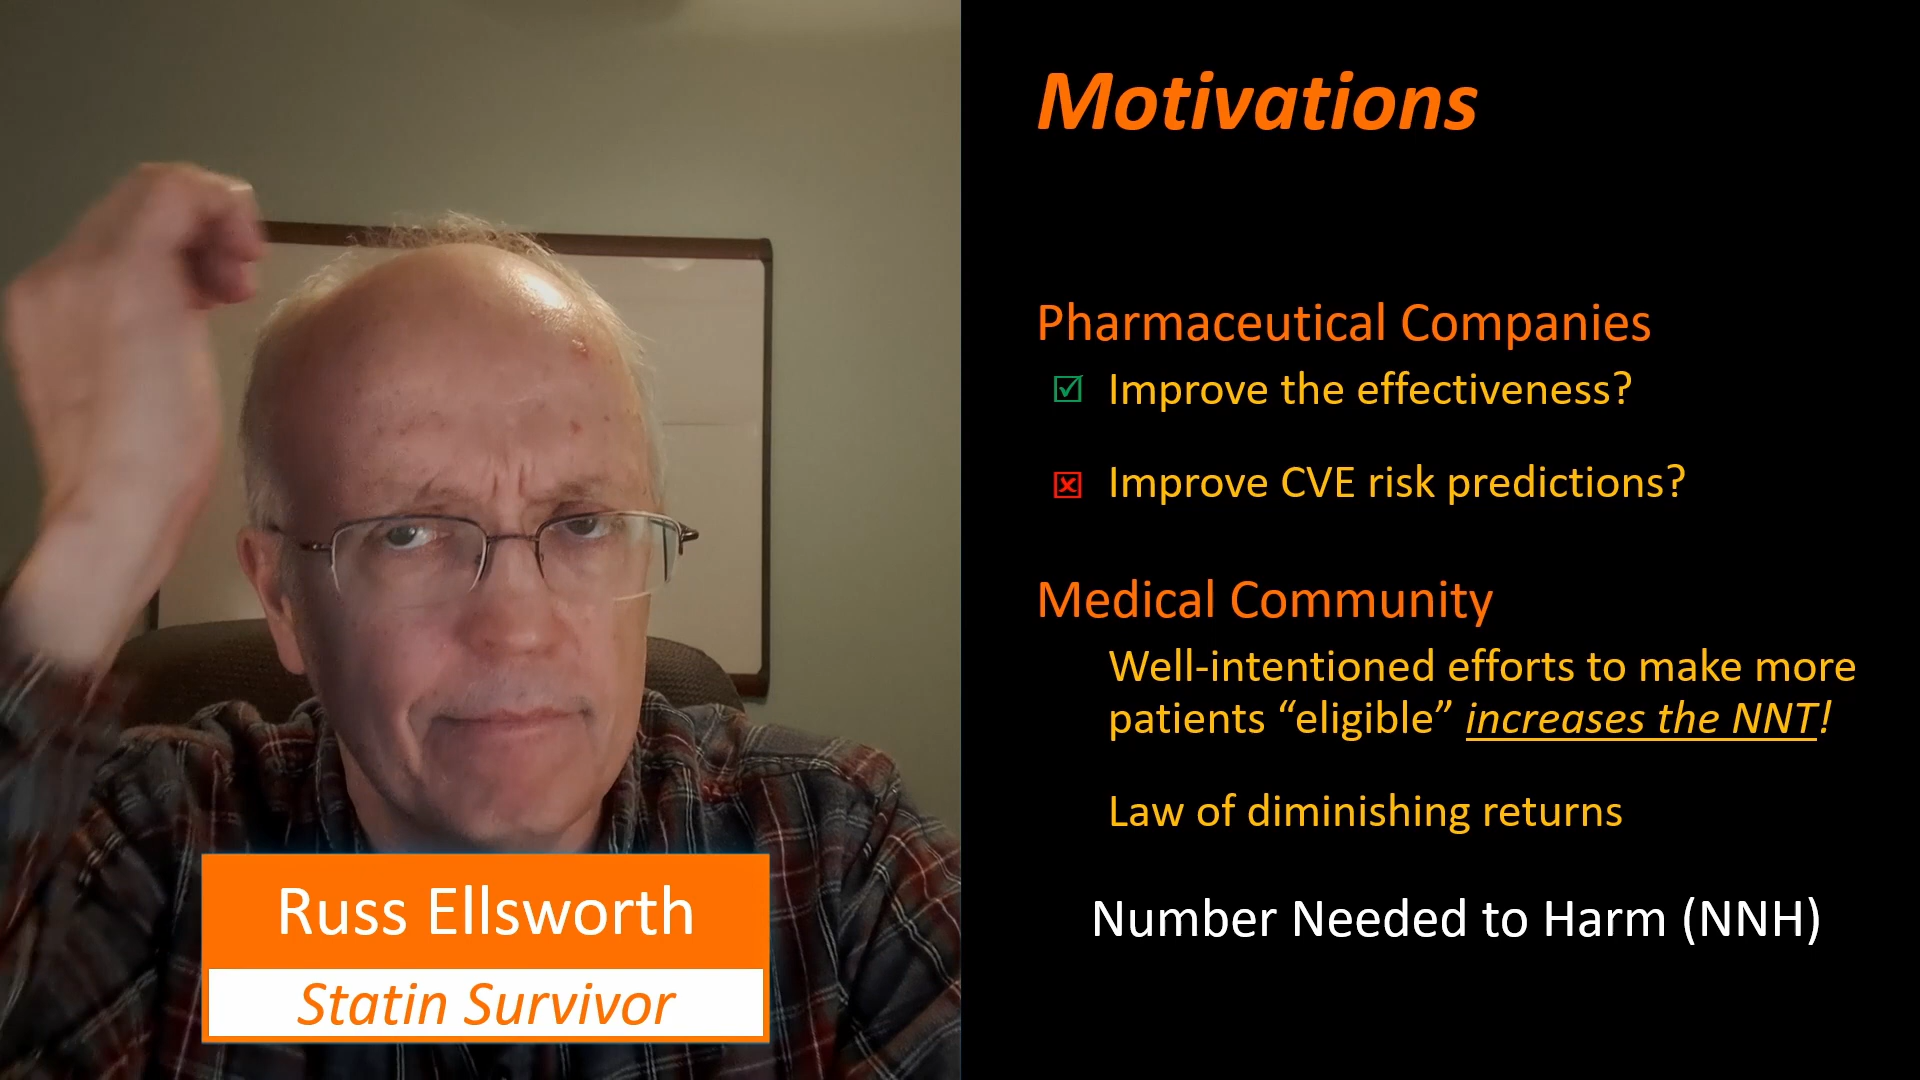 Motivations
Pharmaceutical Companies
Improve the effectiveness?
Improve CVE risk predictions?
Medical Community
Well-intentioned efforts to make more
patients “eligible” increases the NNT!
Law of diminishing returns
Number Needed to Harm (NNH)
Russ Ellsworth
Statin Survivor